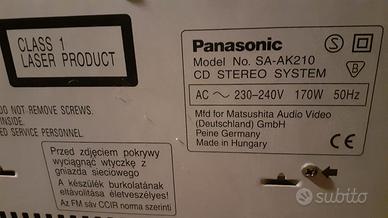 CLASS 1
LASER PRODUCT
Panasonic
Model No. SA-AK210
CD STEREO SYSTEM
AC ~ 230-240V 170W 50Hz
Mfd for Matsushita Audio Video
(Deutschland) GmbH
Peine Germany
Made in Hungary
DO NOT REMOVE SCREWS.
INSIDE.
SERVICE PERSONNEL.
Przed zdjęciem pokrywy
wyciągnąć wtyczkę z
gniazda sieciowego
A készülék burkolatának
eltávolítása életveszélyes!
Az FM sáv CCIR norma szerinti
subito